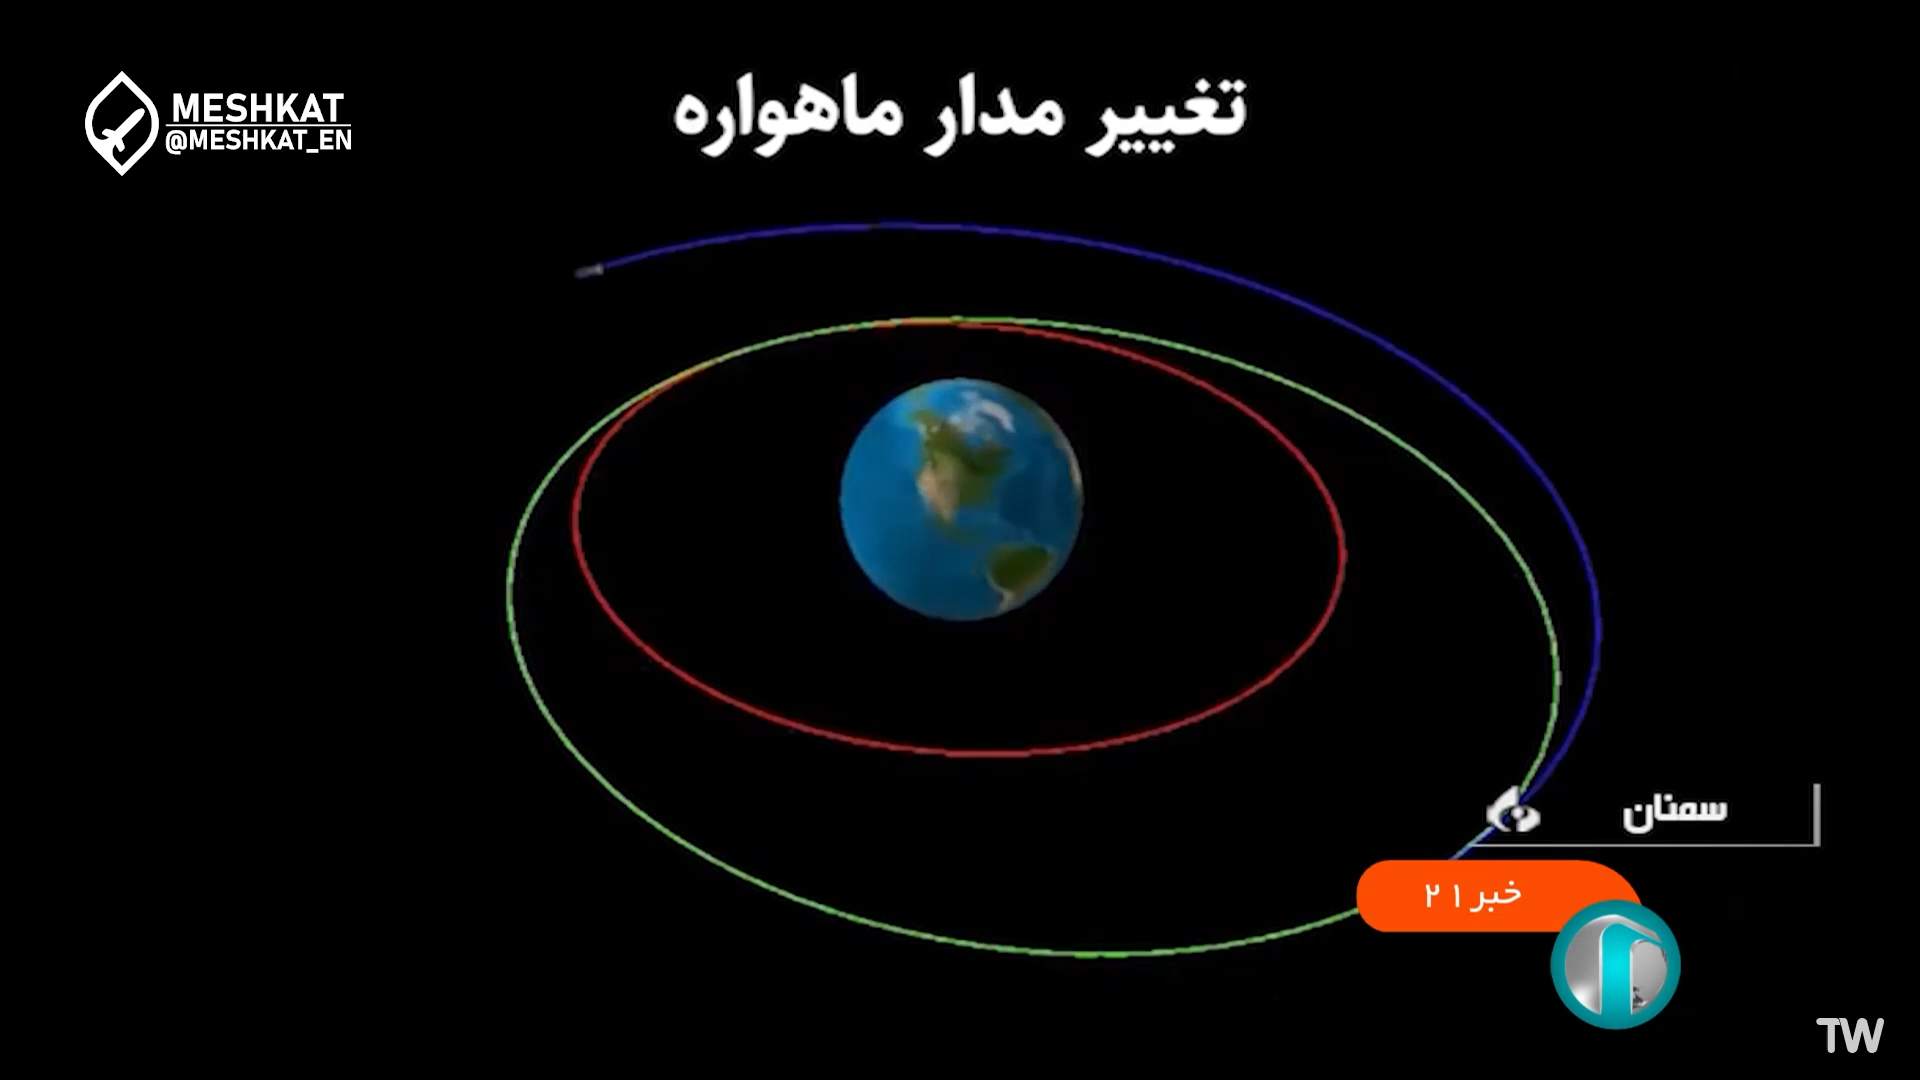 تغییر مدار ماهواره
MESHKAT
@MESHKAT_EN
سمنان
خبر ۲۱
TW